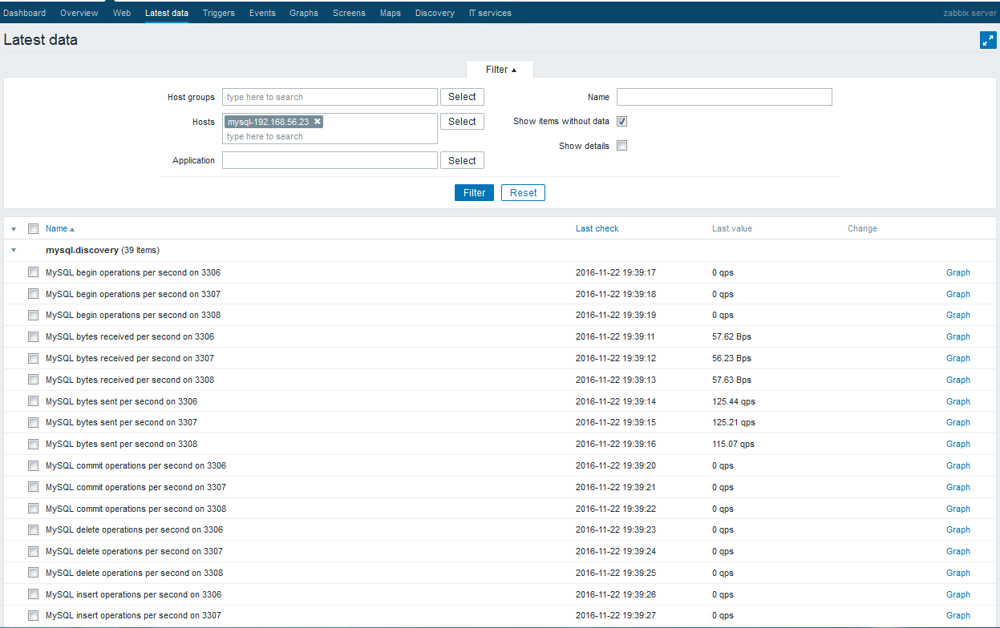 Dashboard Overview Web Latest data Triggers Events Graphs Screens Maps Discovery IT services zabbix server
Latest data
Filter ▲
Host groups type here to search Select Name
Hosts mysql-192.168.56.23 ✕ Select Show items without data
type here to search
Show details
Application Select
Filter Reset
▼ Name ▲ Last check Last value Change
▼ mysql.discovery (39 Items)
MySQL begin operations per second on 3306 2016-11-22 19:39:17 0 qps Graph
MySQL begin operations per second on 3307 2016-11-22 19:39:18 0 qps Graph
MySQL begin operations per second on 3308 2016-11-22 19:39:19 0 qps Graph
MySQL bytes received per second on 3306 2016-11-22 19:39:11 57.62 Bps Graph
MySQL bytes received per second on 3307 2016-11-22 19:39:12 56.23 Bps Graph
MySQL bytes received per second on 3308 2016-11-22 19:39:13 57.63 Bps Graph
MySQL bytes sent per second on 3306 2016-11-22 19:39:14 125.44 qps Graph
MySQL bytes sent per second on 3307 2016-11-22 19:39:15 125.21 qps Graph
MySQL bytes sent per second on 3308 2016-11-22 19:39:16 115.07 qps Graph
MySQL commit operations per second on 3306 2016-11-22 19:39:20 0 qps Graph
MySQL commit operations per second on 3307 2016-11-22 19:39:21 0 qps Graph
MySQL commit operations per second on 3308 2016-11-22 19:39:22 0 qps Graph
MySQL delete operations per second on 3306 2016-11-22 19:39:23 0 qps Graph
MySQL delete operations per second on 3307 2016-11-22 19:39:24 0 qps Graph
MySQL delete operations per second on 3308 2016-11-22 19:39:25 0 qps Graph
MySQL insert operations per second on 3306 2016-11-22 19:39:26 0 qps Graph
MySQL insert operations per second on 3307 2016-11-22 19:39:27 0 qps Graph